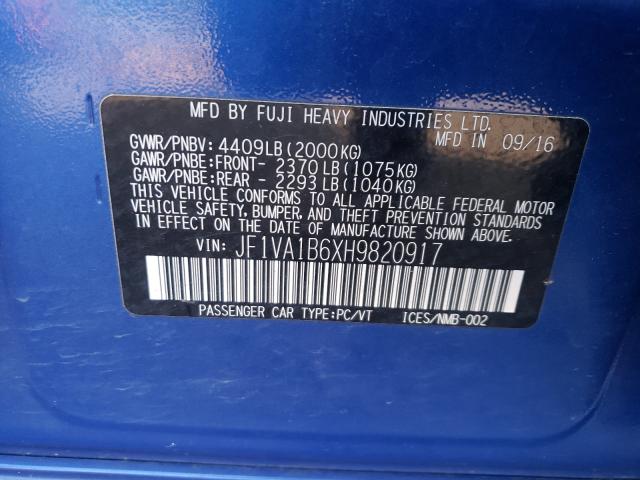 MFD BY FUJI HEAVY INDUSTRIES LTD.
MFD IN 09/16
GVWR/PNBV: 4409LB (2000KG)
GAWR/PNBE:FRONT- 2370 LB (1075KG)
GAWR/PNBE:REAR - 2293 LB (1040KG)
THIS VEHICLE CONFORMS TO ALL APPLICABLE FEDERAL MOTOR
VEHICLE SAFETY, BUMPER, AND THEFT PREVENTION STANDARDS
IN EFFECT ON THE DATE OF MANUFACTURE SHOWN ABOVE.
VIN: JF1VA1B6XH9820917
PASSENGER CAR TYPE:PC/VT ICES/NMB-002